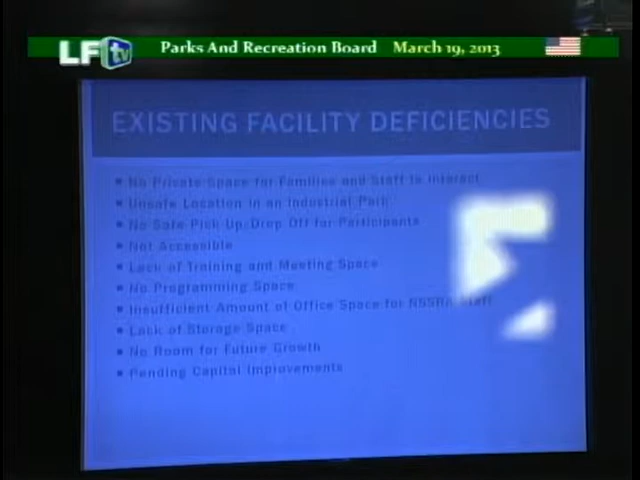 LF tv Parks And Recreation Board March 19, 2013
EXISTING FACILITY DEFICIENCIES
No Private Space for Families and Staff to Interact
Unsafe Location in an Industrial Park
No Safe Pick Up/Drop Off for Participants
Not Accessible
Lack of Training and Meeting Space
No Programming Space
Insufficient Amount of Office Space for NSSRA Staff
Lack of Storage Space
No Room for Future Growth
Pending Capital Improvements